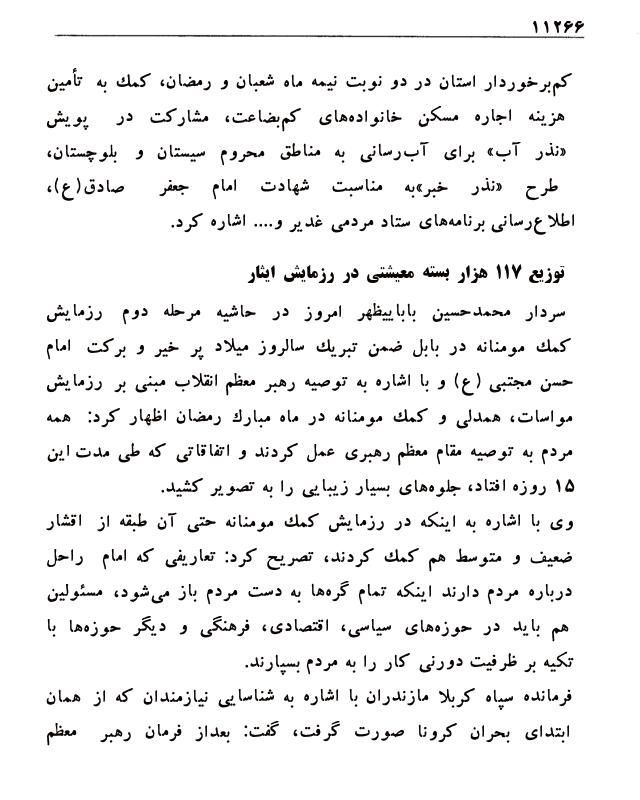 ۱۱۲۶۶
کم‌برخوردار استان در دو نوبت نیمه ماه شعبان و رمضان، کمك به تأمین
هزینه اجاره مسکن خانواده‌های کم‌بضاعت، مشارکت در پویش
«نذر آب» برای آب‌رسانی به مناطق محروم سیستان و بلوچستان،
طرح «نذر خبر»به مناسبت شهادت امام جعفر صادق(ع)،
اطلاع‌رسانی برنامه‌های ستاد مردمی غدیر و.... اشاره کرد.
توزیع ۱۱۷ هزار بسته معیشتی در رزمایش ایثار
سردار محمدحسین باباییظهر امروز در حاشیه مرحله دوم رزمایش
کمك مومنانه در بابل ضمن تبریك سالروز میلاد پر خیر و برکت امام
حسن مجتبی (ع) و با اشاره به توصیه رهبر معظم انقلاب مبنی بر رزمایش
مواسات، همدلی و کمك مومنانه در ماه مبارك رمضان اظهار کرد: همه
مردم به توصیه مقام معظم رهبری عمل کردند و اتفاقاتی که طی مدت این
۱۵ روزه افتاد، جلوه‌های بسیار زیبایی را به تصویر کشید.
وی با اشاره به اینکه در رزمایش کمك مومنانه حتی آن طبقه از اقشار
ضعیف و متوسط هم کمك کردند، تصریح کرد: تعاریفی که امام راحل
درباره مردم دارند اینکه تمام گره‌ها به دست مردم باز می‌شود، مسئولین
هم باید در حوزه‌های سیاسی، اقتصادی، فرهنگی و دیگر حوزه‌ها با
تکیه بر ظرفیت دورنی کار را به مردم بسپارند.
فرمانده سپاه کربلا مازندران با اشاره به شناسایی نیازمندان که از همان
ابتدای بحران کرونا صورت گرفت، گفت: بعداز فرمان رهبر معظم